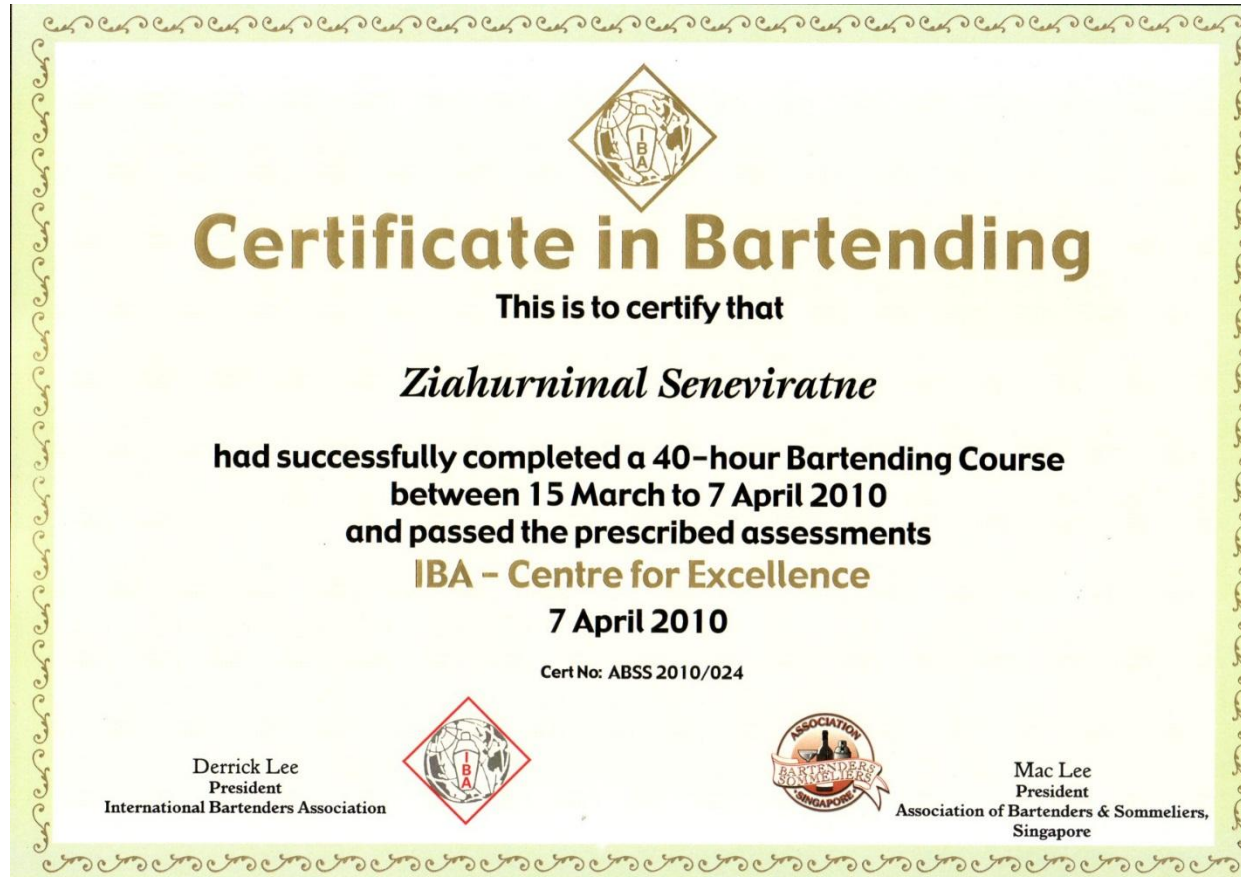 IBA
Certificate in Bartending
This is to certify that
Ziahurnimal Seneviratne
had successfully completed a 40-hour Bartending Course
between 15 March to 7 April 2010
and passed the prescribed assessments
IBA – Centre for Excellence
7 April 2010
Cert No: ABSS 2010/024
Derrick Lee
President
International Bartenders Association
IBA
ASSOCIATION
BARTENDERS
SOMMELIERS
SINGAPORE
Mac Lee
President
Association of Bartenders & Sommeliers,
Singapore